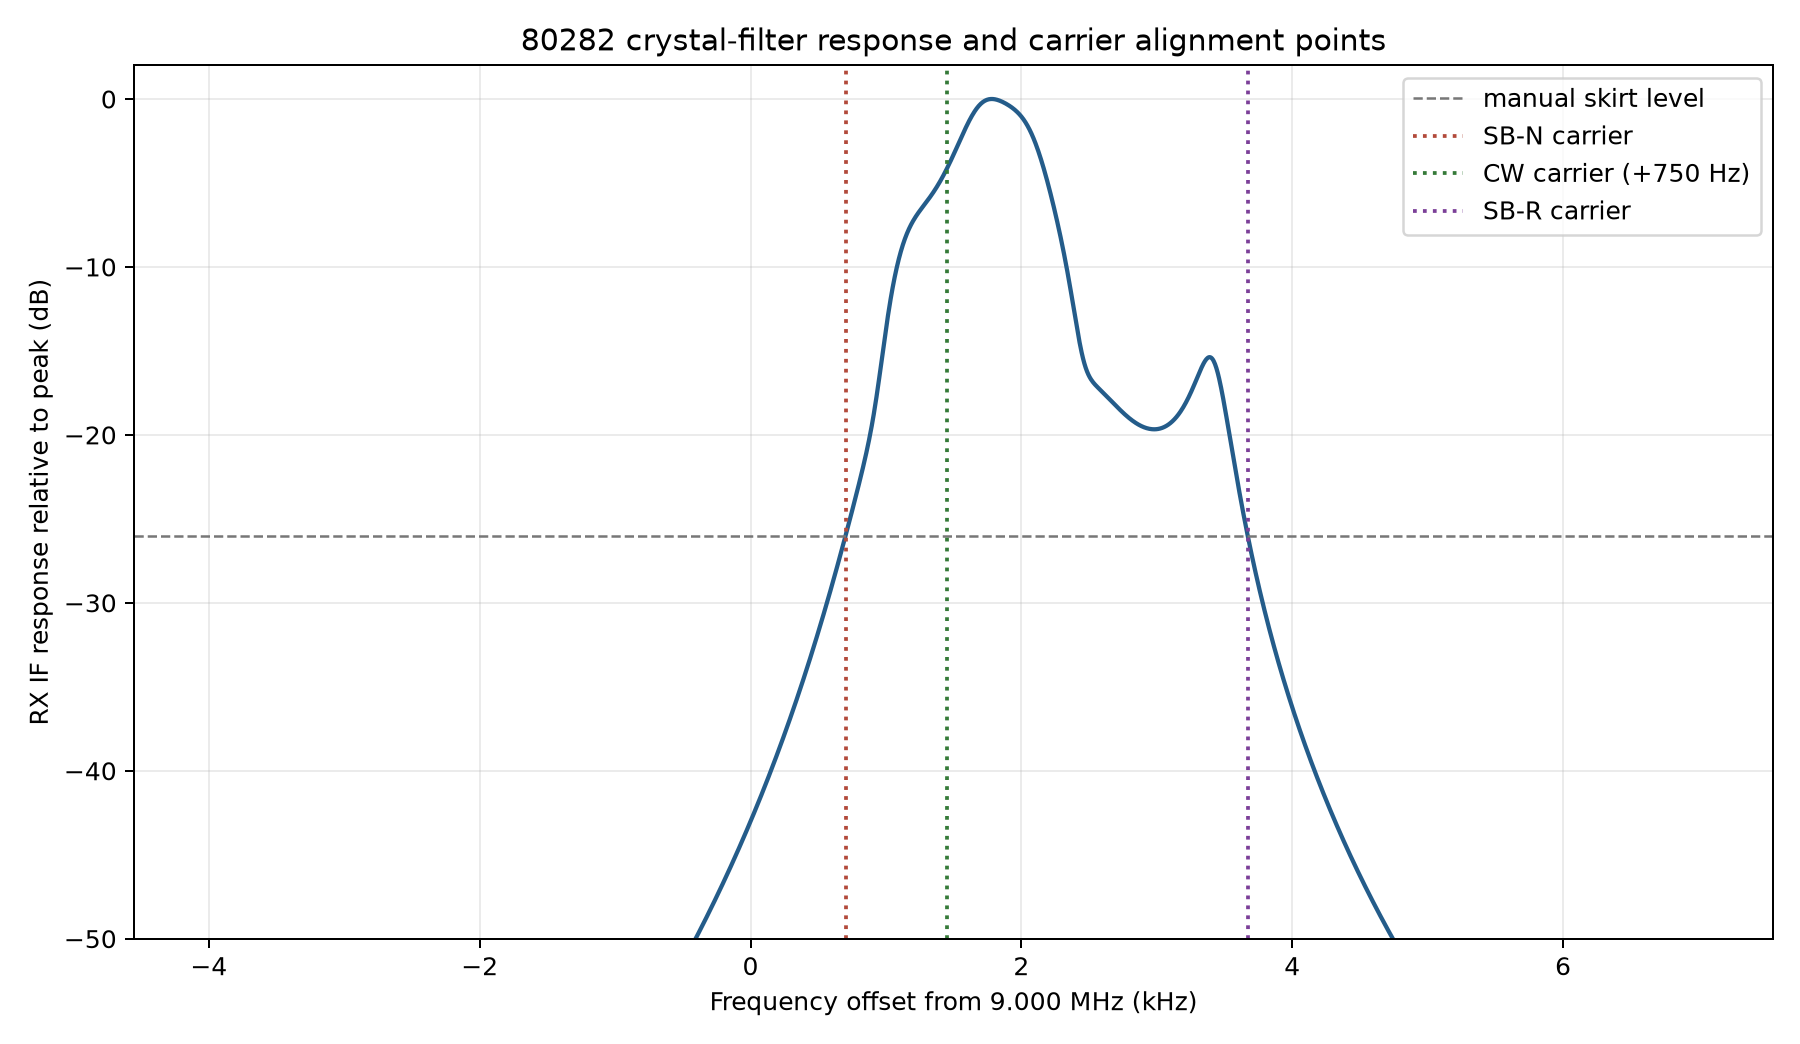 80282 crystal-filter response and carrier alignment points
manual skirt level
SB-N carrier
CW carrier (+750 Hz)
SB-R carrier
RX IF response relative to peak (dB)
0
−10
−20
−30
−40
−50
−4
−2
0
2
4
6
Frequency offset from 9.000 MHz (kHz)